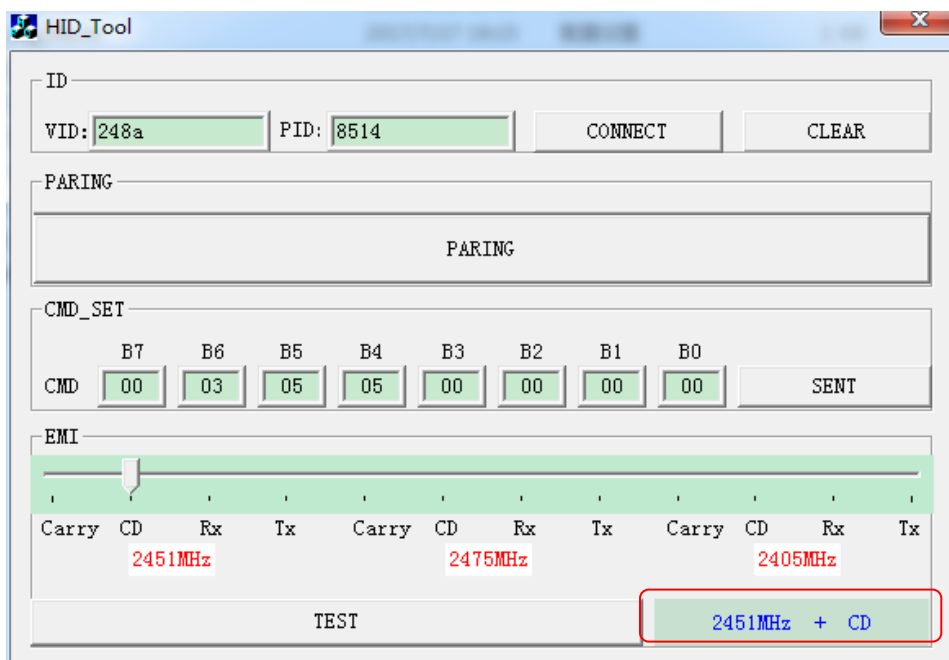 HID_Tool
ID
VID: 248a PID: 8514 CONNECT CLEAR
PARING
PARING
CMD_SET
B7 B6 B5 B4 B3 B2 B1 B0
CMD 00 03 05 05 00 00 00 00 SENT
EMI
Carry CD Rx Tx Carry CD Rx Tx Carry CD Rx Tx
2451MHz 2475MHz 2405MHz
TEST 2451MHz + CD